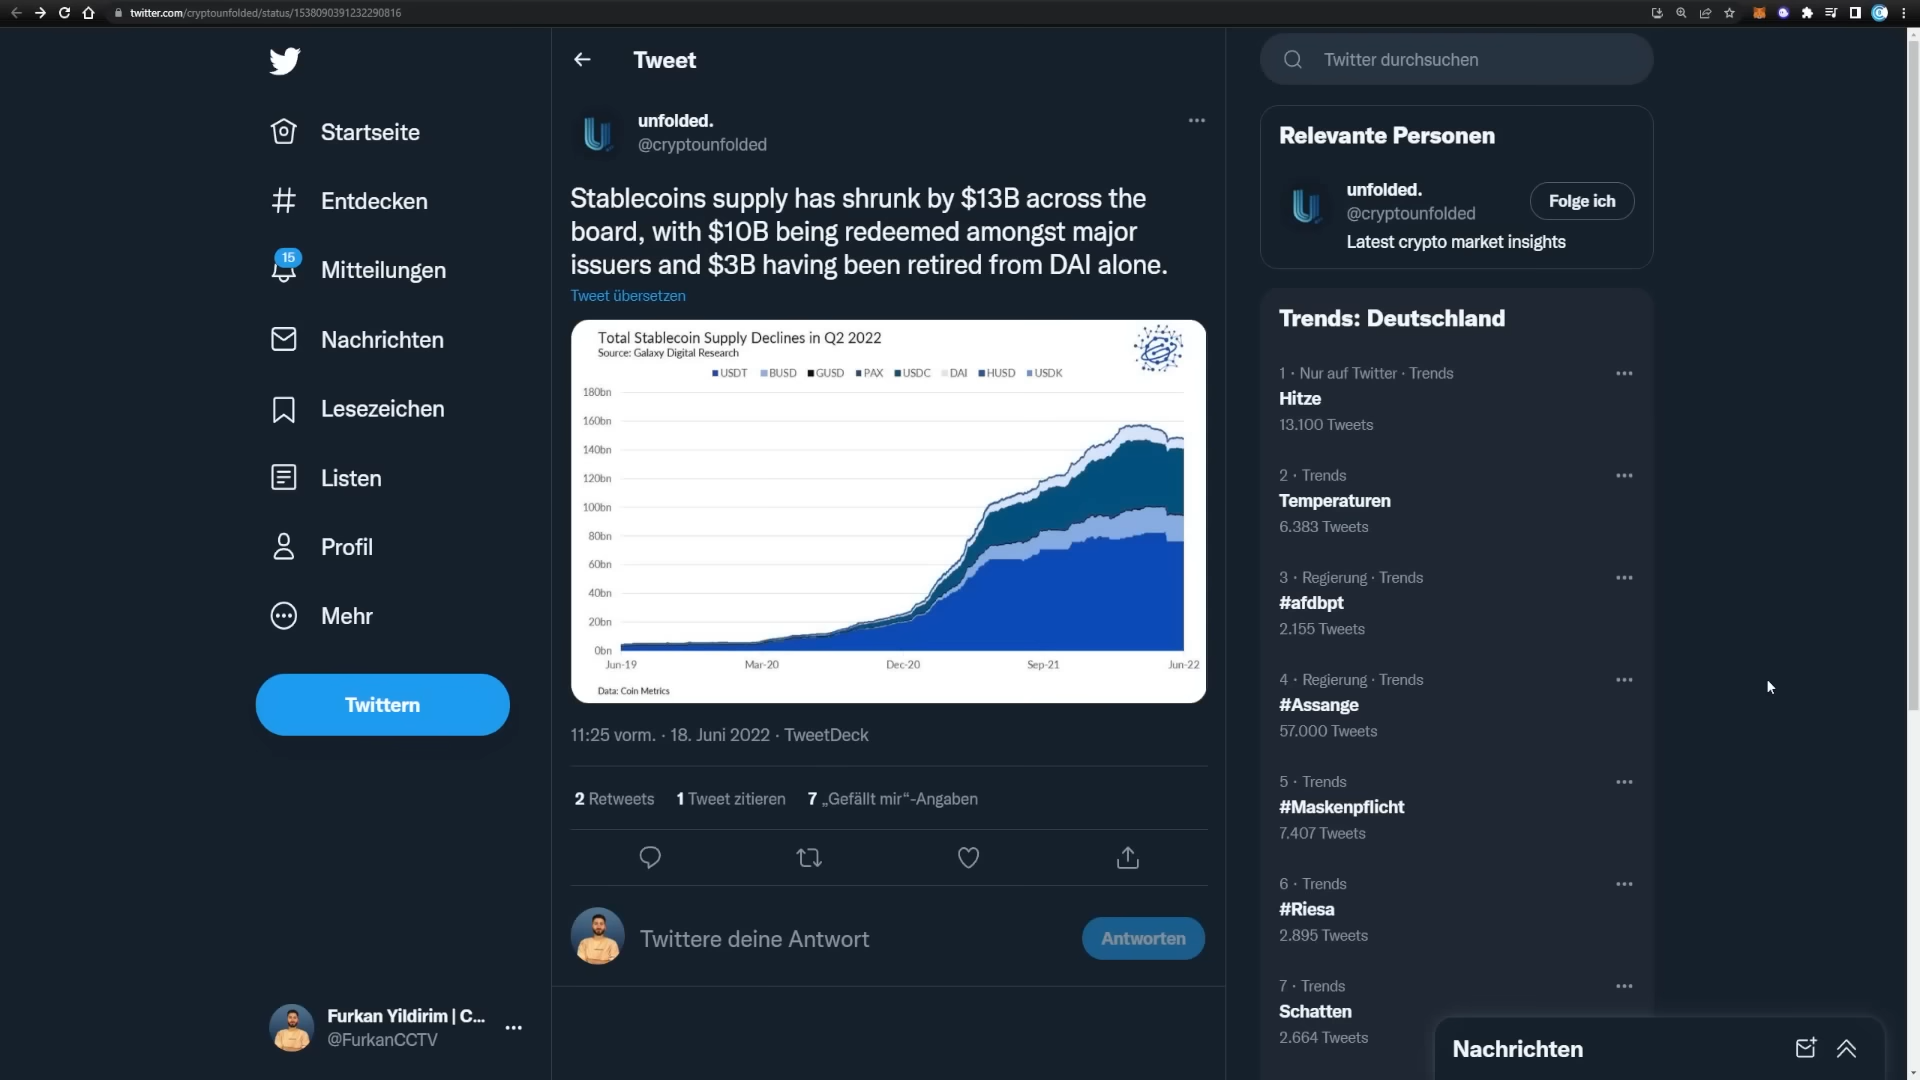 twitter.com/cryptounfolded/status/1538090391232290816
Startseite
Entdecken
15
Mitteilungen
Nachrichten
Lesezeichen
Listen
Profil
Mehr
Twittern
Furkan Yildirim | C...
@FurkanCCTV
Tweet
unfolded.
@cryptounfolded
Stablecoins supply has shrunk by $13B across the
board, with $10B being redeemed amongst major
issuers and $3B having been retired from DAI alone.
Tweet übersetzen
Total Stablecoin Supply Declines in Q2 2022
Source: Galaxy Digital Research
USDT BUSD GUSD PAX USDC DAI HUSD USDK
180bn
160bn
140bn
120bn
100bn
80bn
60bn
40bn
20bn
0bn
Jun-19 Mar-20 Dec-20 Sep-21 Jun-22
Data: Coin Metrics
11:25 vorm. · 18. Juni 2022 · TweetDeck
2 Retweets 1 Tweet zitieren 7 „Gefällt mir“-Angaben
Twittere deine Antwort
Antworten
Twitter durchsuchen
Relevante Personen
unfolded.
@cryptounfolded
Folge ich
Latest crypto market insights
Trends: Deutschland
1 · Nur auf Twitter · Trends
Hitze
13.100 Tweets
2 · Trends
Temperaturen
6.383 Tweets
3 · Regierung · Trends
#afdbpt
2.155 Tweets
4 · Regierung · Trends
#Assange
57.000 Tweets
5 · Trends
#Maskenpflicht
7.407 Tweets
6 · Trends
#Riesa
2.895 Tweets
7 · Trends
Schatten
2.664 Tweets
Nachrichten